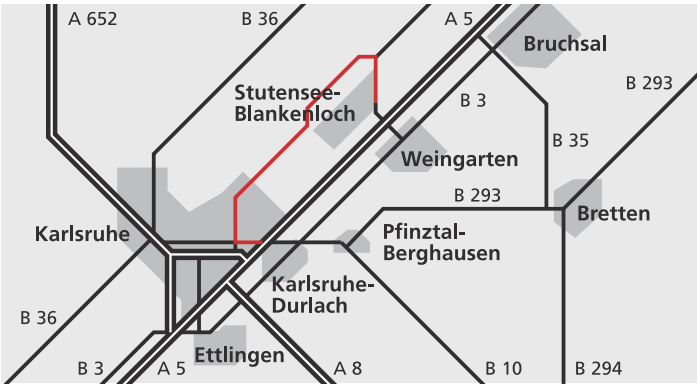 A 652
B 36
A 5
Bruchsal
B 293
Stutensee-
Blankenloch
B 3
B 35
Weingarten
B 293
Bretten
Karlsruhe
Pfinztal-
Berghausen
Karlsruhe-
Durlach
B 36
Ettlingen
B 3
A 5
A 8
B 10
B 294